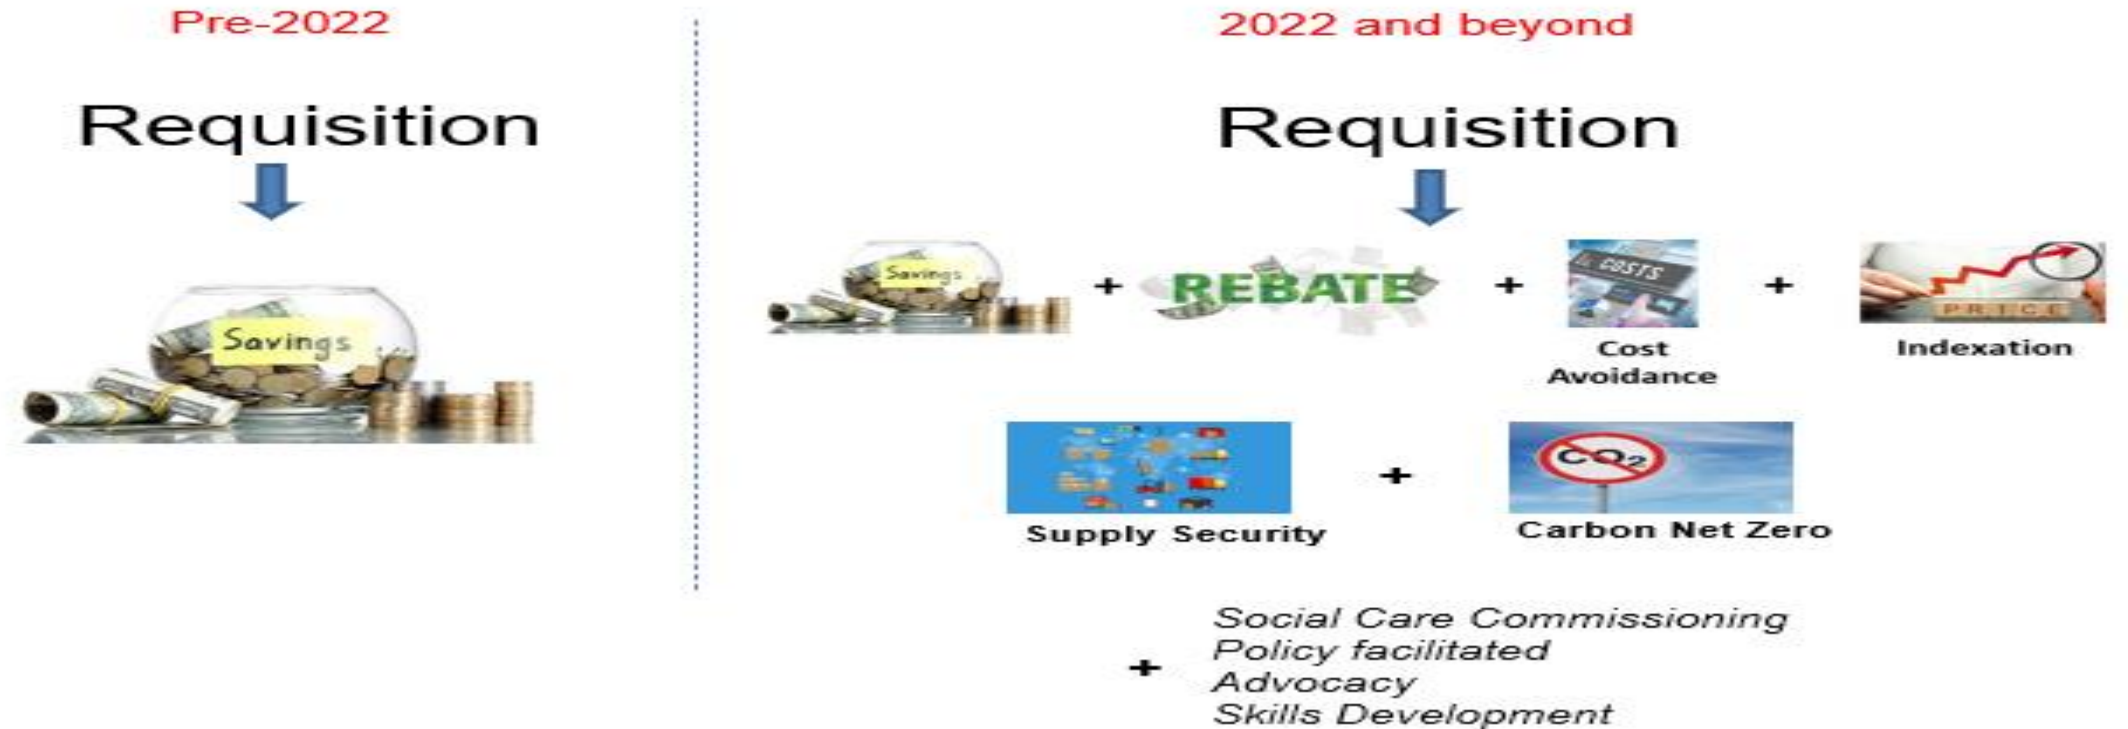 Pre-2022
2022 and beyond
Requisition
Requisition
Savings
Savings
+
REBATE
+
COSTS
+
PRICE
Cost
Avoidance
Indexation
CO2
+
Supply Security
Carbon Net Zero
+
Social Care Commissioning
Policy facilitated
Advocacy
Skills Development